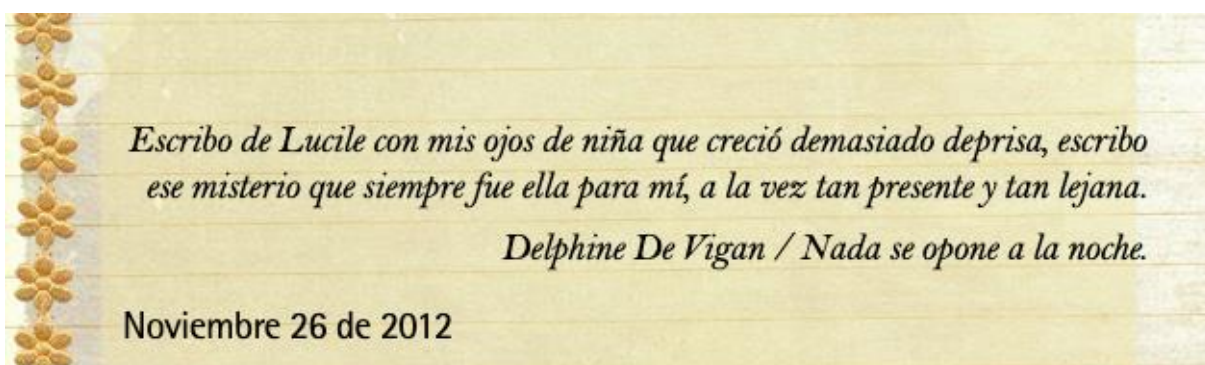 Escribo de Lucile con mis ojos de niña que creció demasiado deprisa, escribo
ese misterio que siempre fue ella para mí, a la vez tan presente y tan lejana.
Delphine De Vigan / Nada se opone a la noche.
Noviembre 26 de 2012